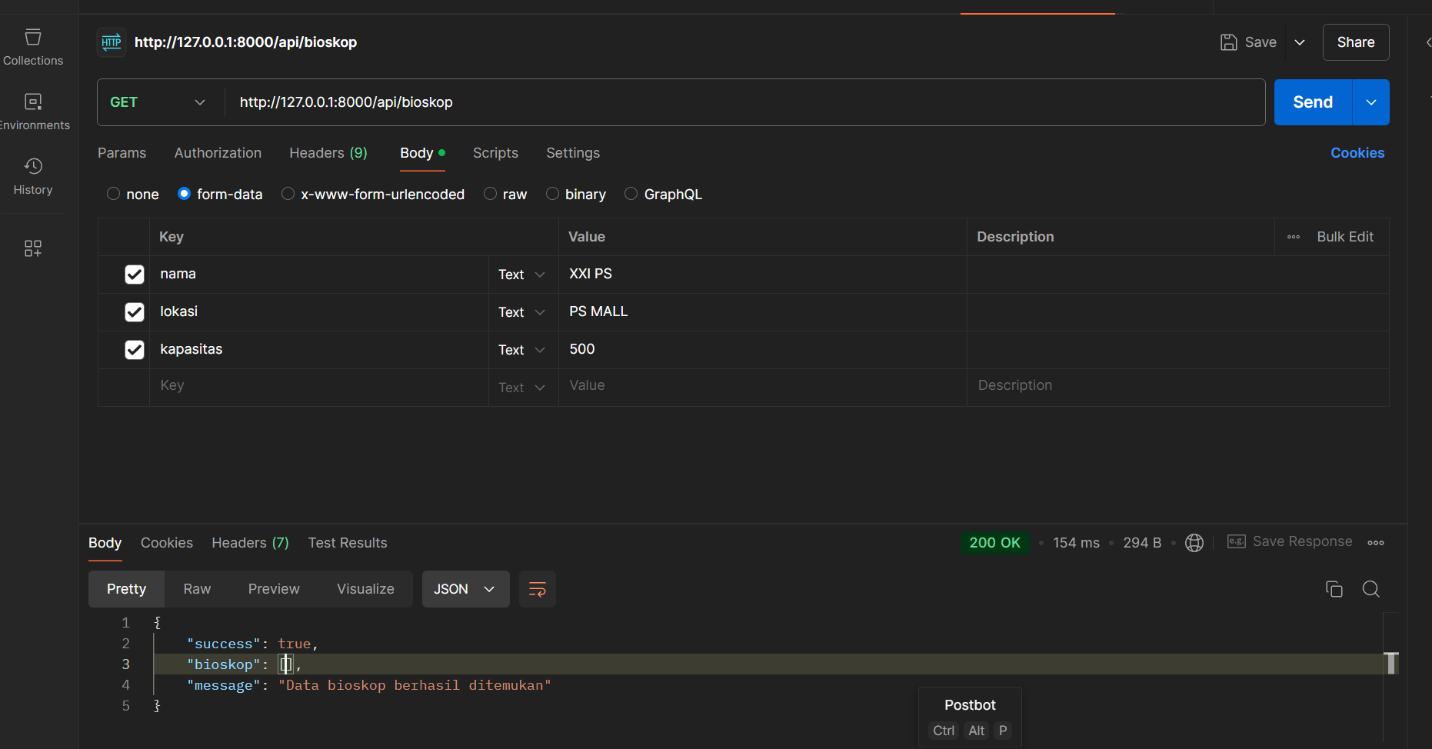 HTTP http://127.0.0.1:8000/api/bioskop Save Share
Collections
Environments
History
GET http://127.0.0.1:8000/api/bioskop Send
Params Authorization Headers (9) Body Scripts Settings Cookies
none form-data x-www-form-urlencoded raw binary GraphQL
Key Value Description Bulk Edit
nama Text XXI PS
lokasi Text PS MALL
kapasitas Text 500
Key Text Value Description
Body Cookies Headers (7) Test Results 200 OK 154 ms 294 B e.g. Save Response
Pretty Raw Preview Visualize JSON
1 {
2 "success": true,
3 "bioskop": [],
4 "message": "Data bioskop berhasil ditemukan"
5 }
Postbot
Ctrl Alt P